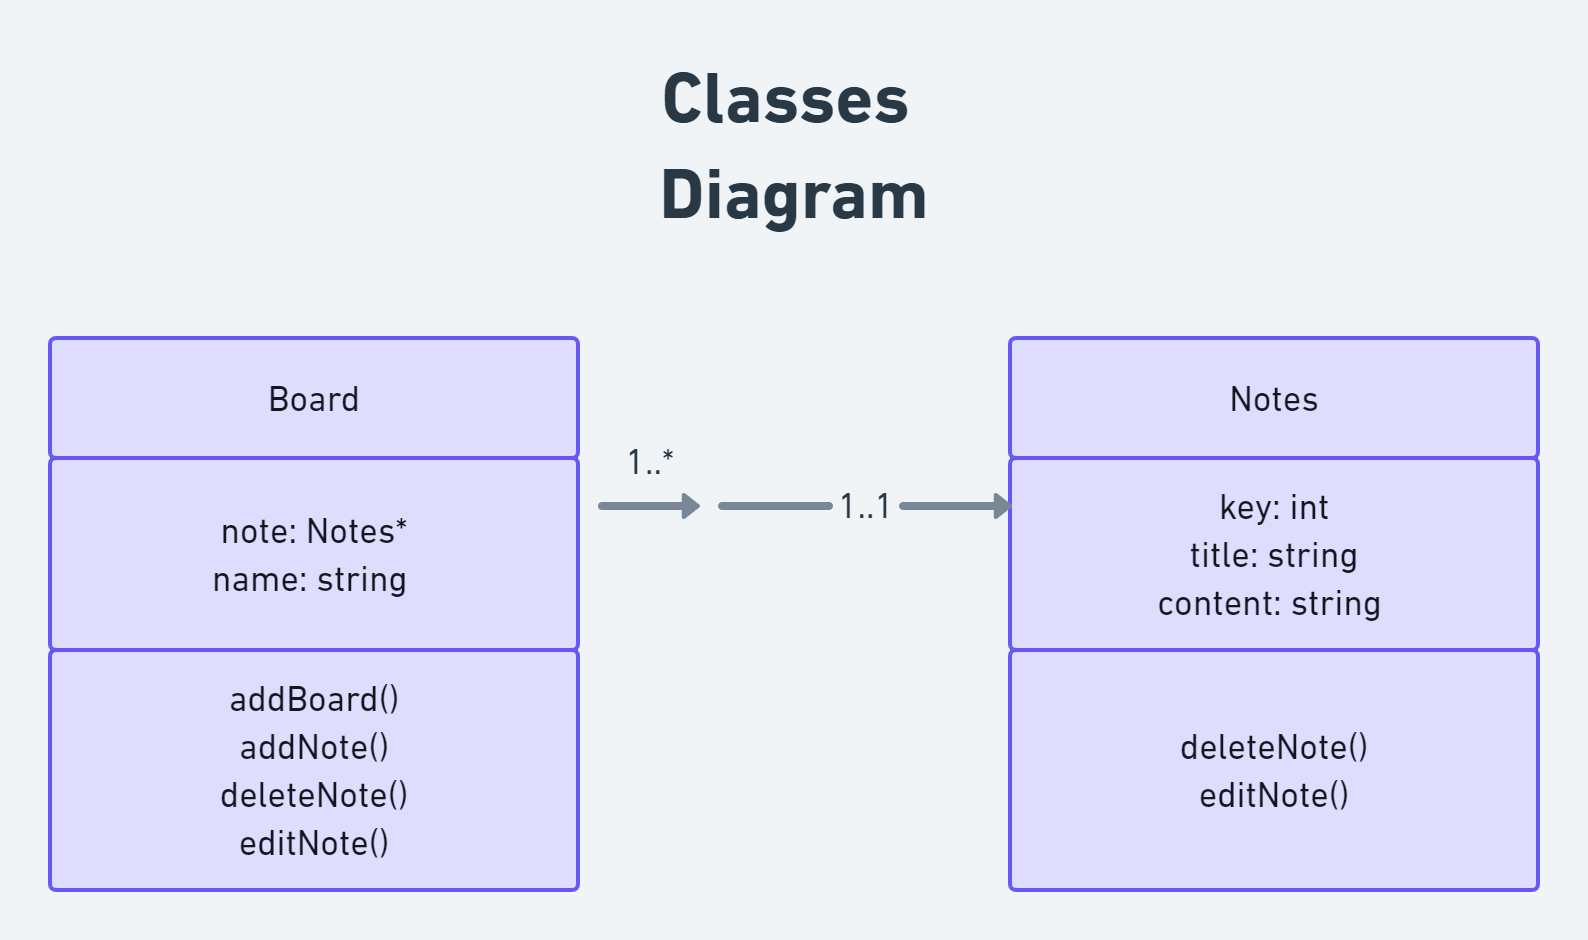 Classes
Diagram
Board
note: Notes*
name: string
addBoard()
addNote()
deleteNote()
editNote()
1..*
1..1
Notes
key: int
title: string
content: string
deleteNote()
editNote()